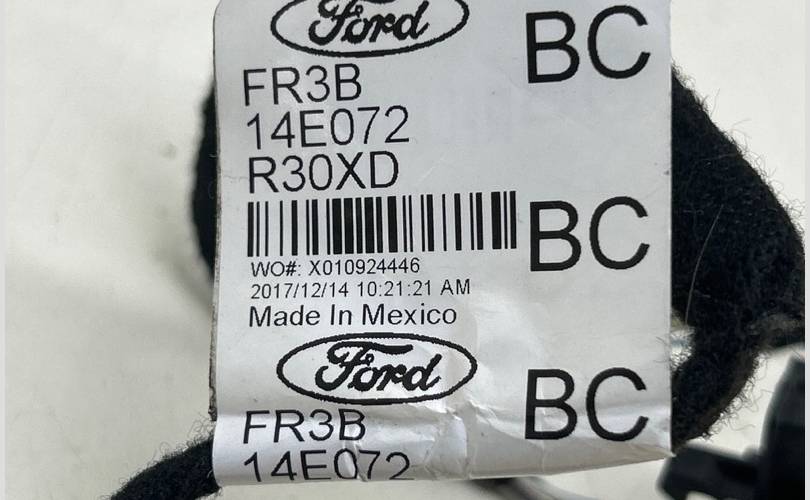 Ford
BC
FR3B
14E072
R30XD
BC
WO#: X010924446
2017/12/14 10:21:21 AM
Made In Mexico
Ford
BC
FR3B
14E072